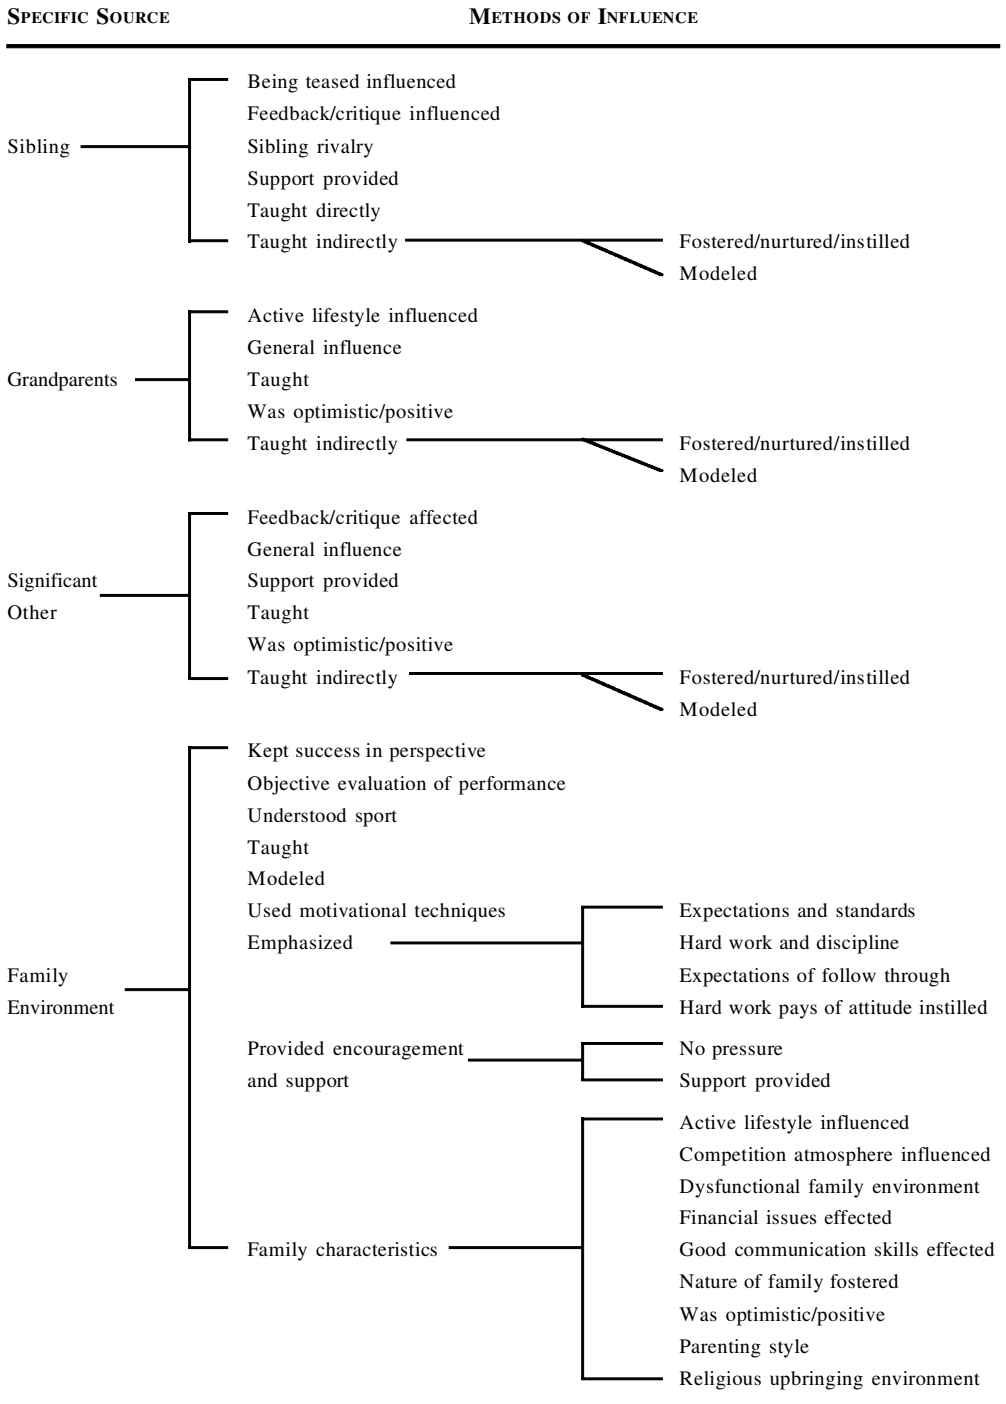 SPECIFIC SOURCE METHODS OF INFLUENCE
Being teased influenced
Feedback/critique influenced
Sibling Sibling rivalry
Support provided
Taught directly
Taught indirectly Fostered/nurtured/instilled
Modeled
Active lifestyle influenced
General influence
Grandparents Taught
Was optimistic/positive
Taught indirectly Fostered/nurtured/instilled
Modeled
Feedback/critique affected
General influence
Significant Support provided
Other Taught
Was optimistic/positive
Taught indirectly Fostered/nurtured/instilled
Modeled
Kept success in perspective
Objective evaluation of performance
Understood sport
Taught
Modeled
Used motivational techniques Expectations and standards
Emphasized Hard work and discipline
Family Expectations of follow through
Environment Hard work pays of attitude instilled
Provided encouragement No pressure
and support Support provided
Active lifestyle influenced
Competition atmosphere influenced
Dysfunctional family environment
Financial issues effected
Family characteristics Good communication skills effected
Nature of family fostered
Was optimistic/positive
Parenting style
Religious upbringing environment